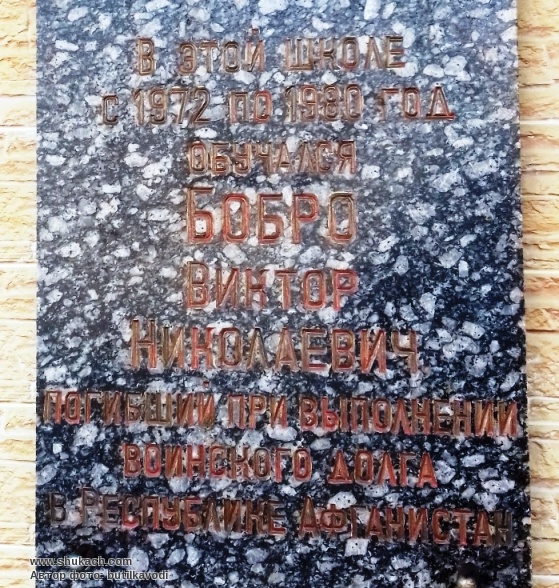 В ЭТОЙ ШКОЛЕ
С 1972 ПО 1980 ГОД
ОБУЧАЛСЯ
БОБРО
ВИКТОР
НИКОЛАЕВИЧ
ПОГИБШИЙ ПРИ ВЫПОЛНЕНИИ
ВОИНСКОГО ДОЛГА
В РЕСПУБЛИКЕ АФГАНИСТАН
www.shukach.com
Автор фото: butilkavodi